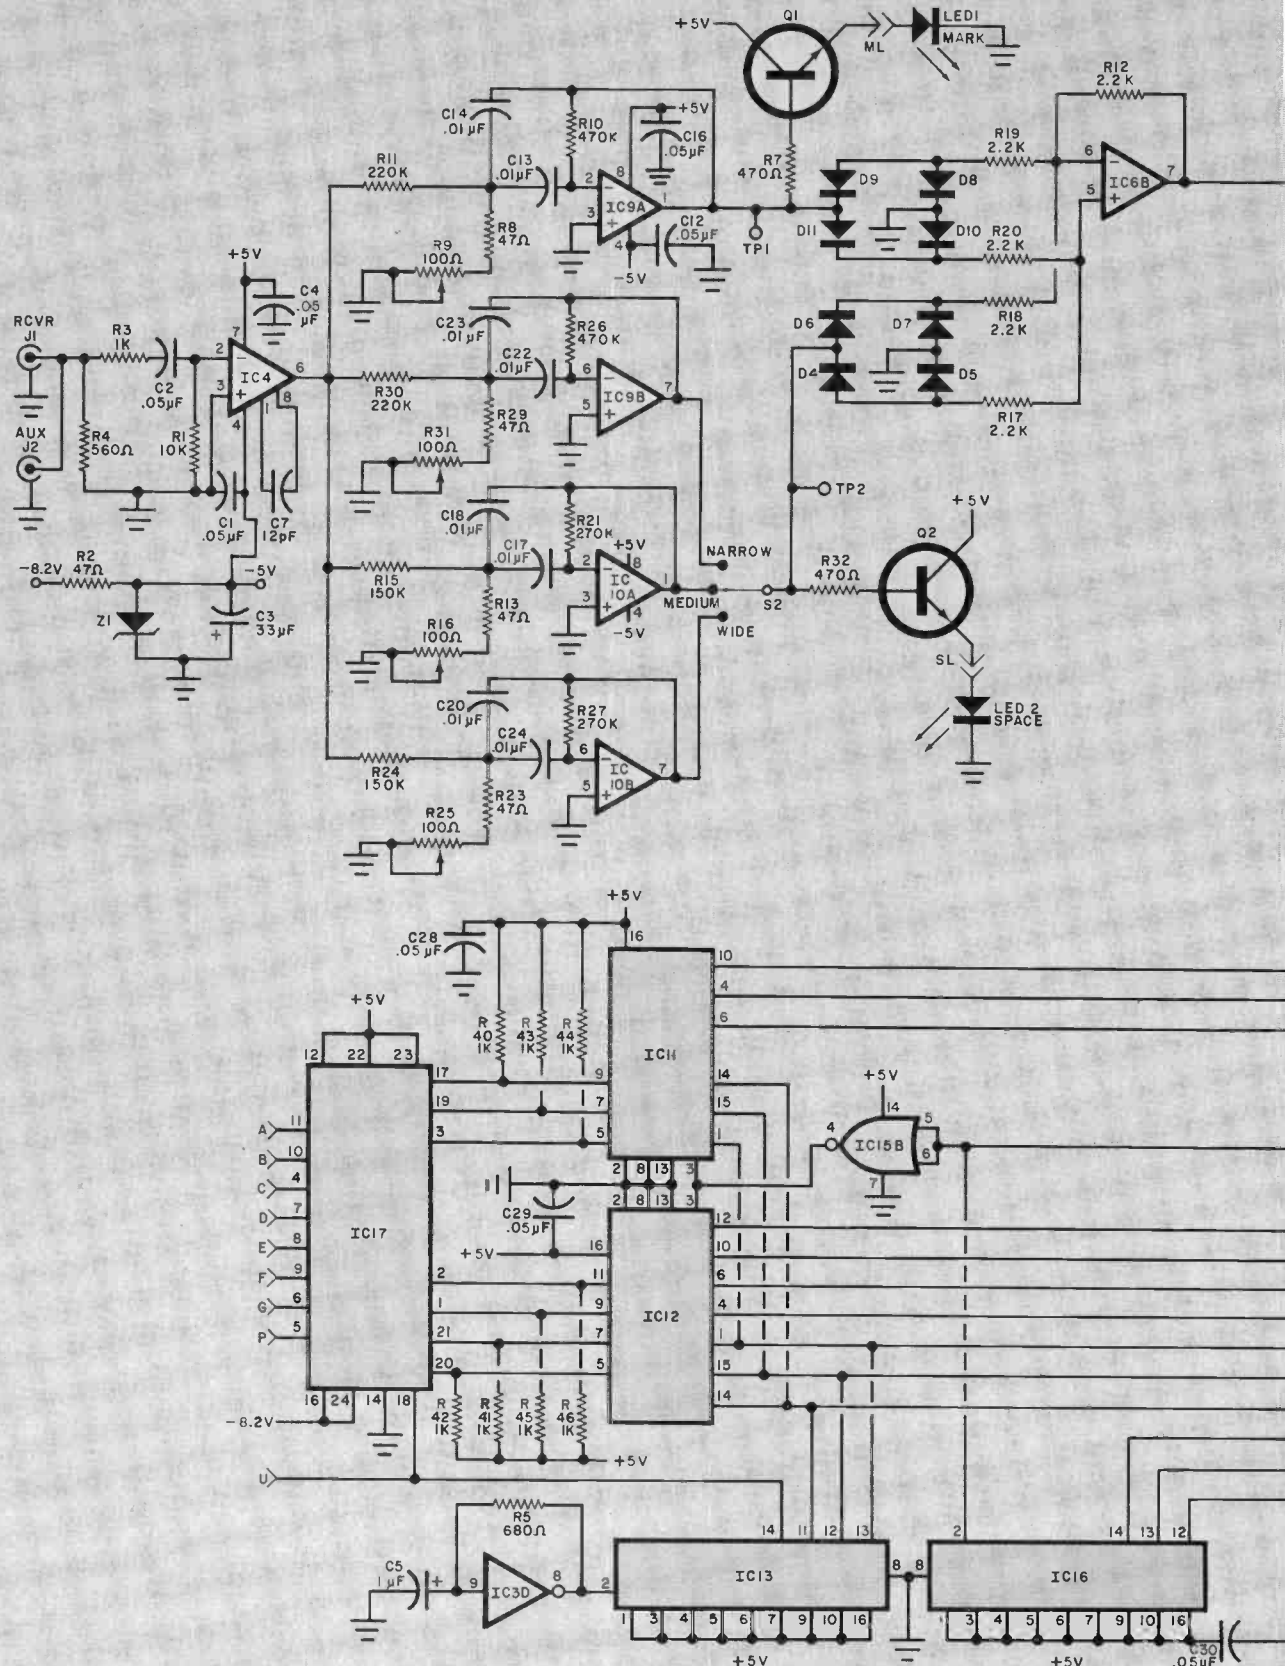 +5V
Q1
ML
LED1
MARK
R12
2.2K
C14
.01µF
R10
470K
+5V
C16
.05µF
R11
220K
C13
.01µF
2
8
IC9A
1
3
4
-5V
C12
.05µF
R8
47Ω
R9
100Ω
R7
470Ω
TP1
D9
D8
D11
D10
R19
2.2K
R20
2.2K
6
5
IC6B
7
+5V
C4
.05
µF
RCVR
J1
R3
1K
C2
.05µF
7
2
3
IC4
6
8
1
4
AUX
J2
R4
560Ω
R1
10K
C1
.05µF
C7
12pF
C23
.01µF
R26
470K
C22
.01µF
R30
220K
R29
47Ω
R31
100Ω
6
5
IC9B
7
D6
D7
D4
D5
R18
2.2K
R17
2.2K
TP2
-8.2V
R2
47Ω
-5V
Z1
C3
33µF
C18
.01µF
R21
270K
C17
.01µF
R15
150K
R13
47Ω
R16
100Ω
+5V
2
8
IC
10A
1
3
4
-5V
NARROW
MEDIUM
S2
WIDE
R32
470Ω
Q2
+5V
SL
LED 2
SPACE
C20
.01µF
R27
270K
C24
.01µF
R24
150K
R23
47Ω
R25
100Ω
6
5
IC
10B
7
+5V
C28
.05µF
16
10
4
6
R
40
1K
R
43
1K
R
44
1K
IC11
+5V
12
22
23
17
19
3
9
7
5
14
15
1
2
8
13
3
A
11
B
10
C
4
D
7
E
8
F
9
G
6
P
5
IC17
+5V
14
4
5
6
IC15B
7
C29
.05µF
+5V
2
8
13
3
16
11
9
7
5
IC12
12
10
6
4
1
15
14
2
1
21
20
16
24
14
18
-8.2V
R
42
1K
R
41
1K
R
45
1K
R
46
1K
+5V
U
R5
680Ω
C5
1µF
+
9
IC3D
8
2
14
11
12
13
IC13
8
1
3
4
5
6
7
9
10
16
+5V
8
2
14
13
12
IC16
3
4
5
6
7
9
10
16
+5V
C30
.05µF